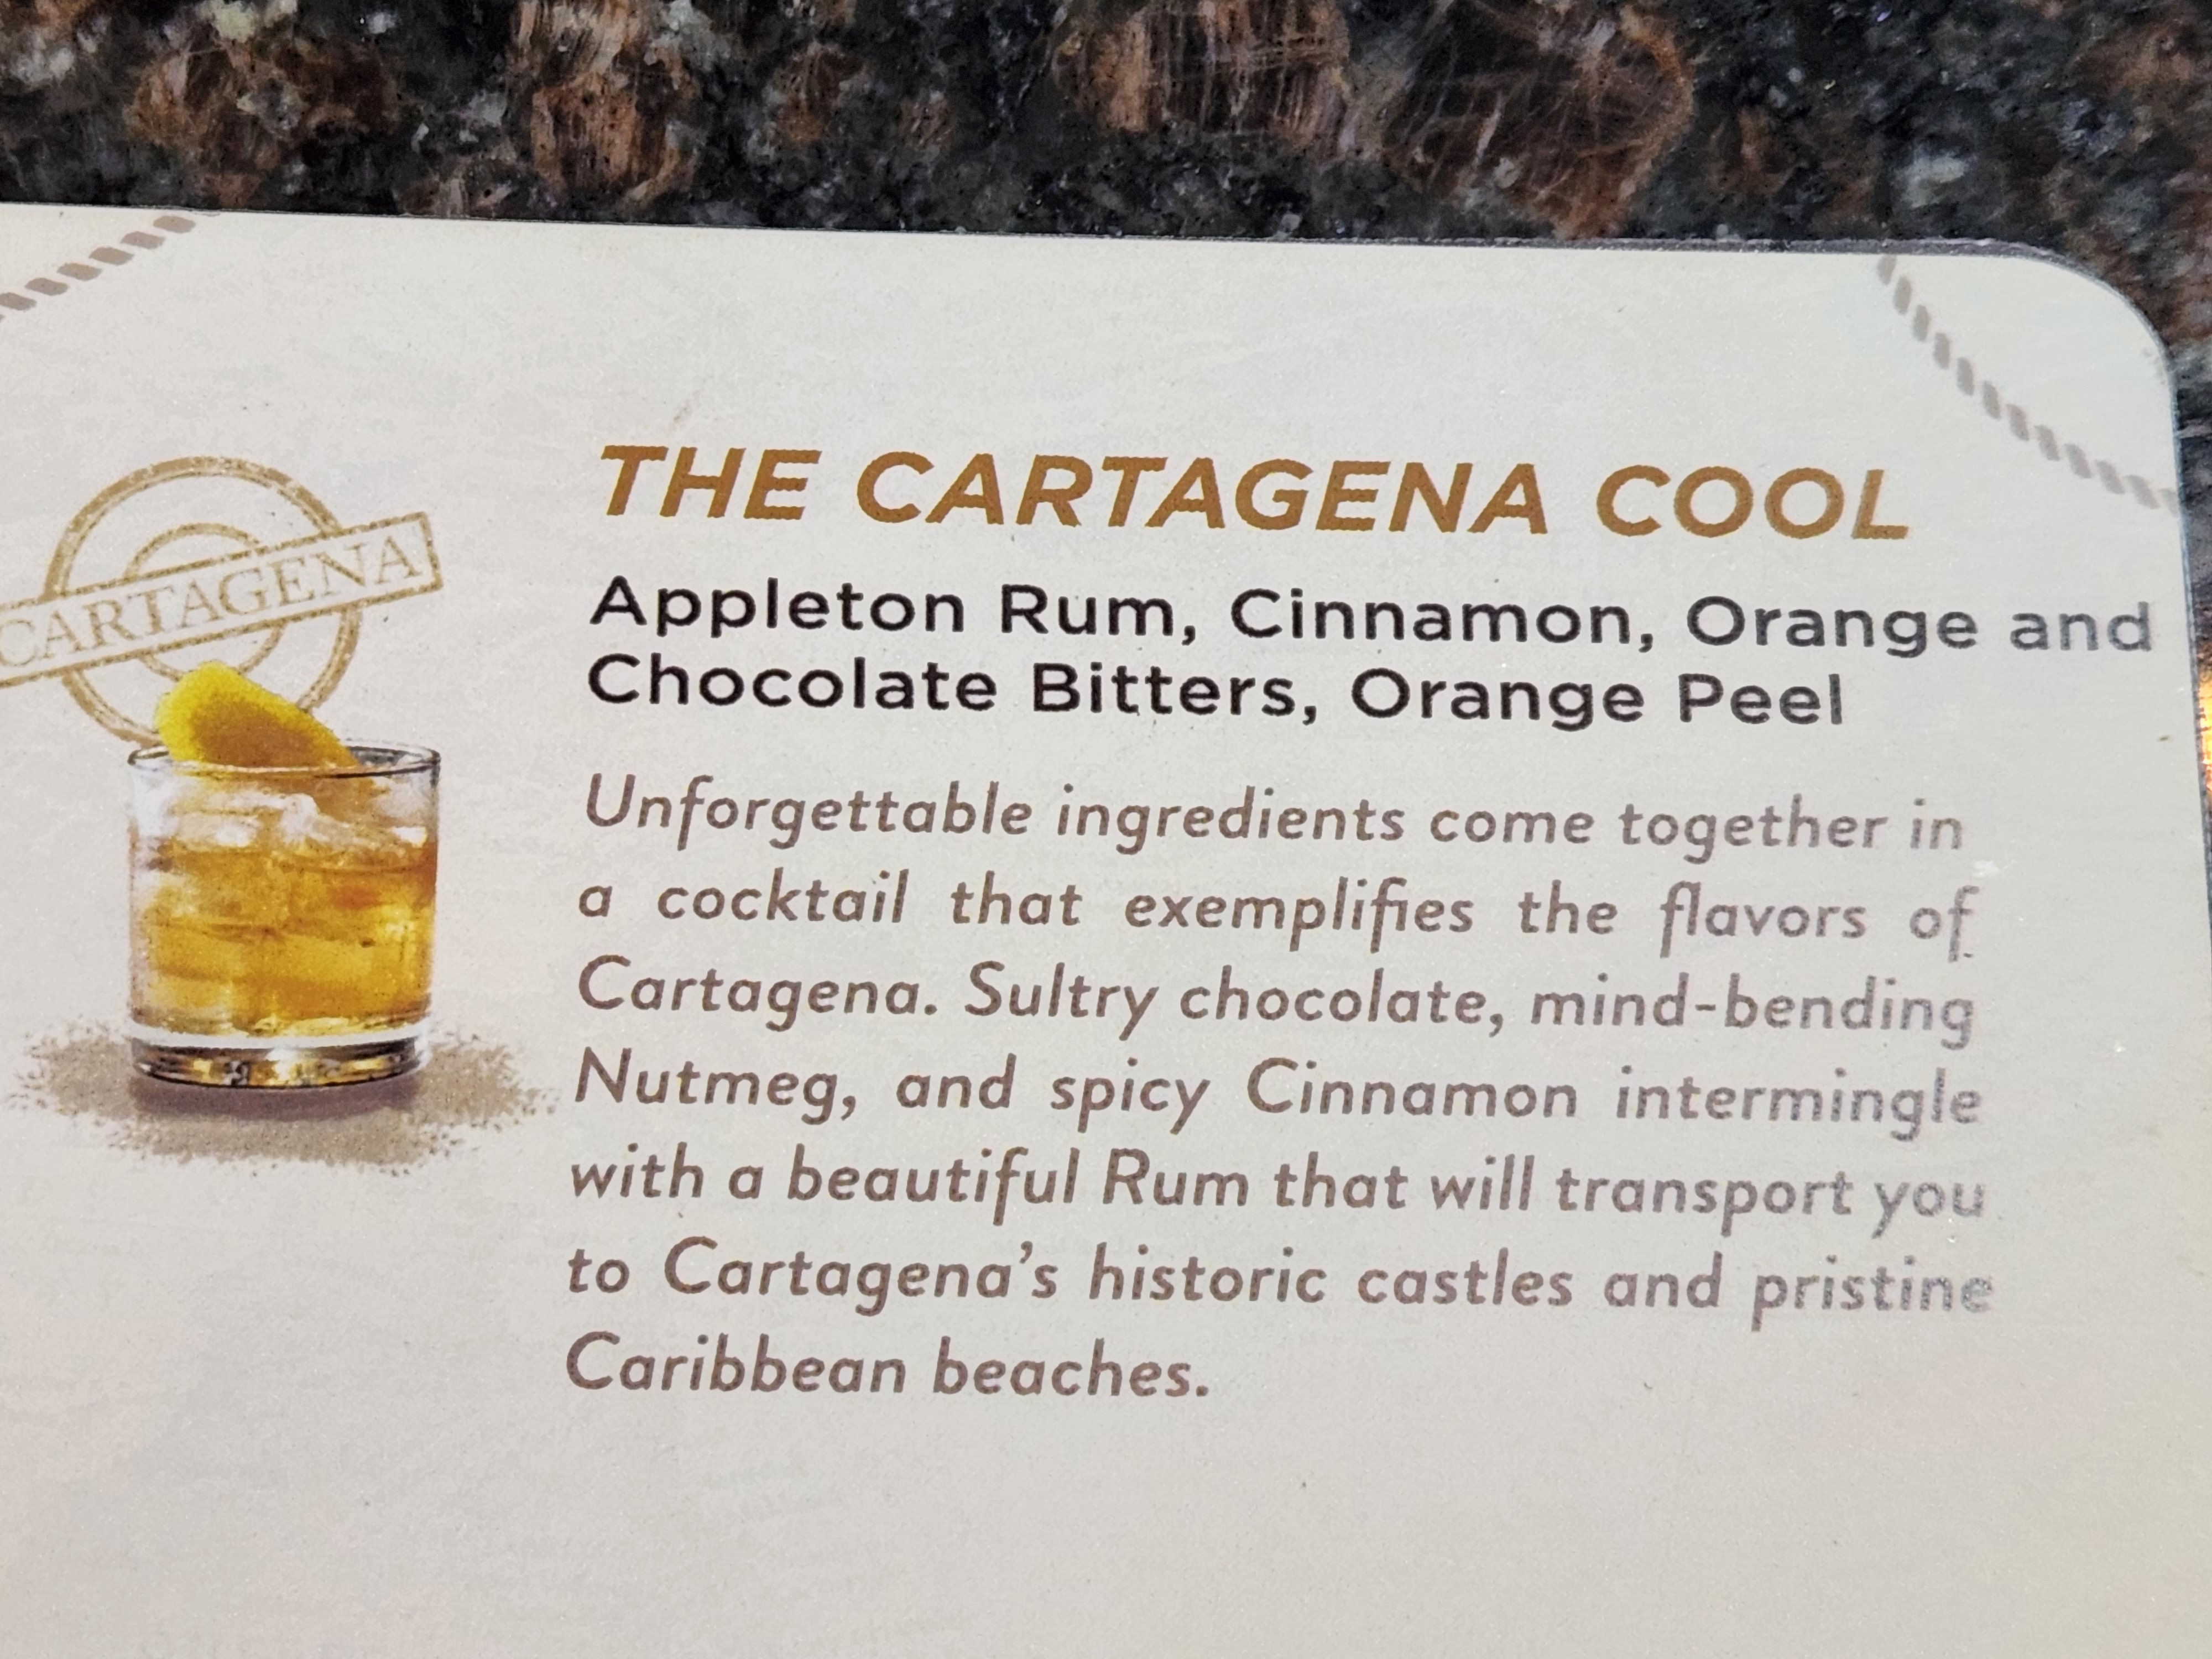 THE CARTAGENA COOL
CARTAGENA
Appleton Rum, Cinnamon, Orange and
Chocolate Bitters, Orange Peel
Unforgettable ingredients come together in
a cocktail that exemplifies the flavors of
Cartagena. Sultry chocolate, mind-bending
Nutmeg, and spicy Cinnamon intermingle
with a beautiful Rum that will transport you
to Cartagena's historic castles and pristine
Caribbean beaches.